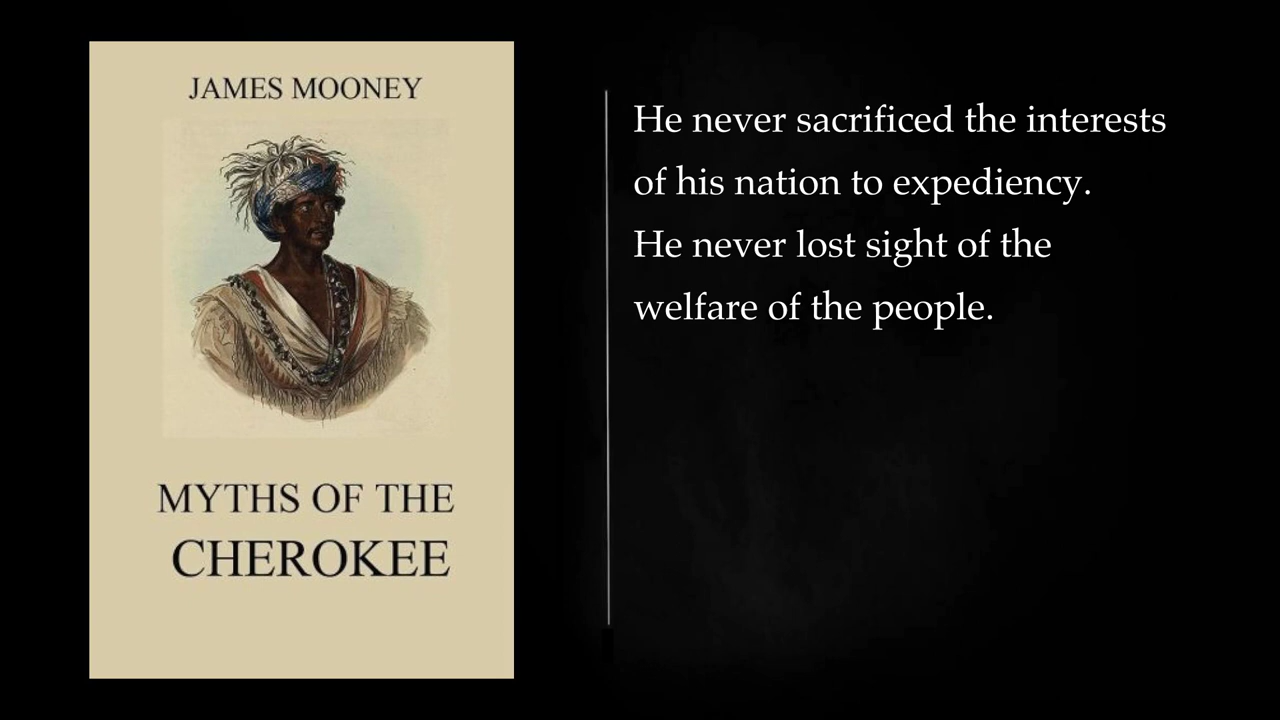 JAMES MOONEY
MYTHS OF THE
CHEROKEE
He never sacrificed the interests
of his nation to expediency.
He never lost sight of the
welfare of the people.